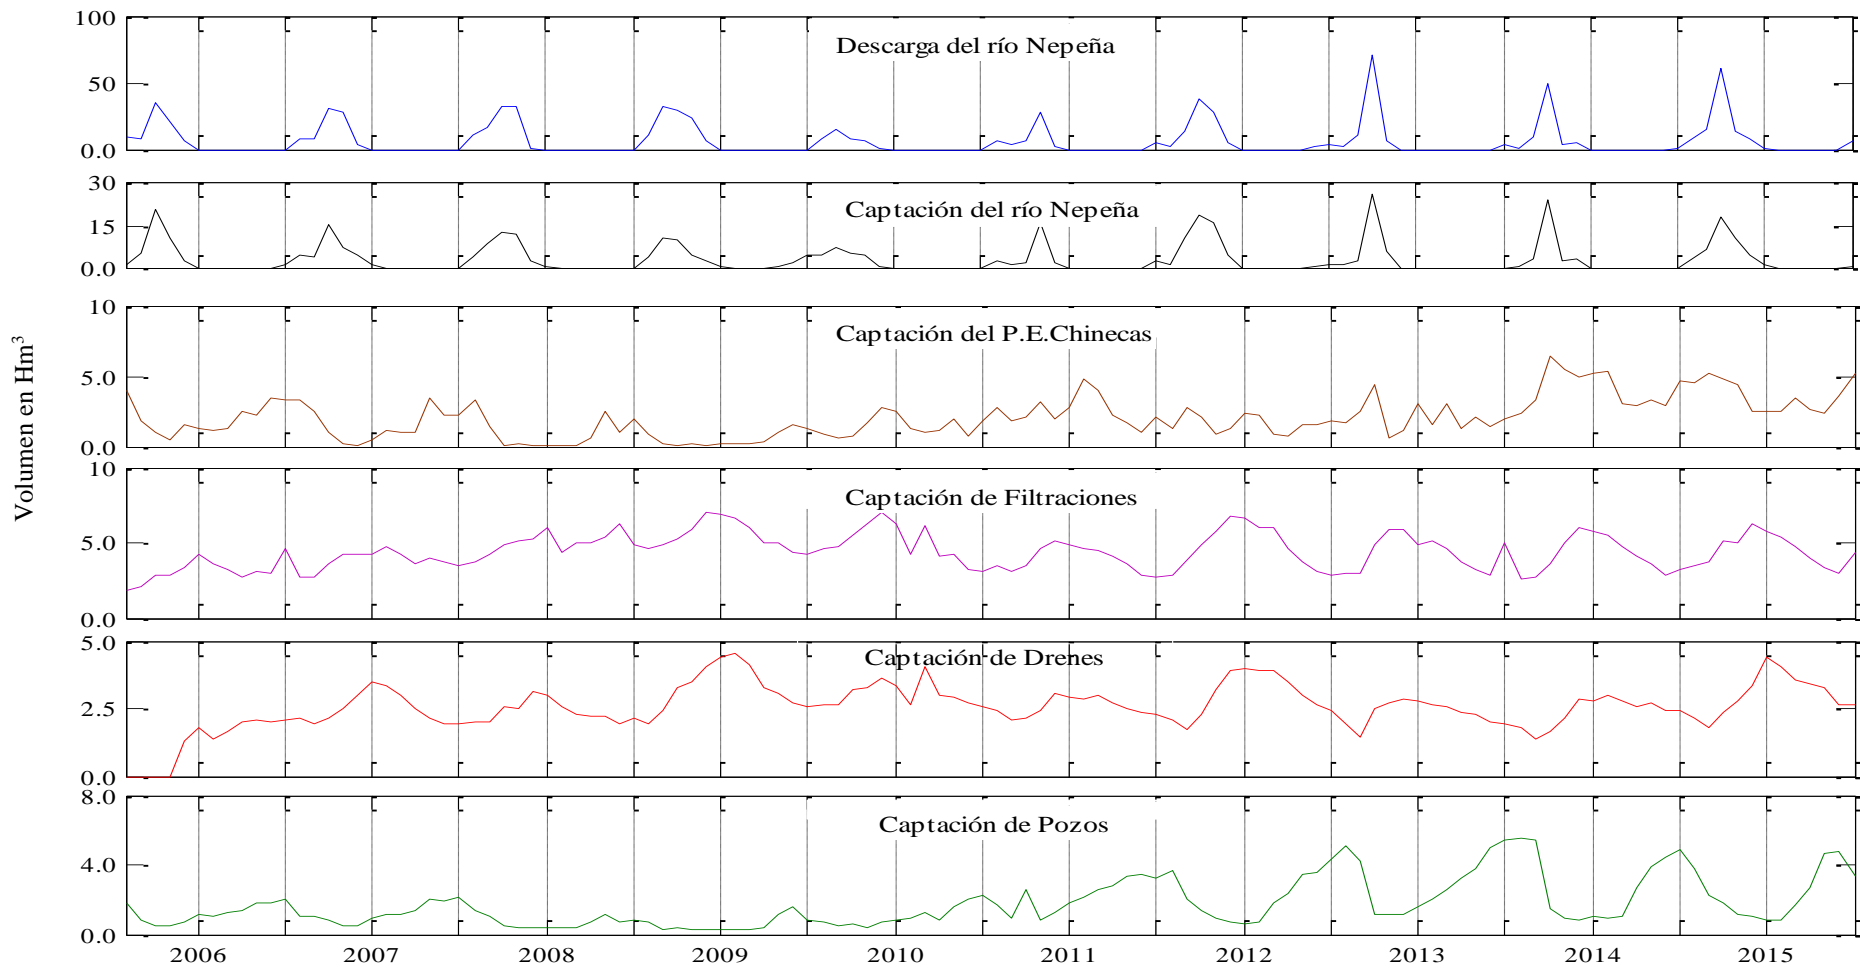 100
Descarga del río Nepeña
50
0.0
30
Captación del río Nepeña
15
0.0
10
Captación del P.E.Chinecas
5.0
0.0
Volumen en Hm³
10
Captación de Filtraciones
5.0
0.0
5.0
Captación de Drenes
2.5
0.0
8.0
Captación de Pozos
4.0
0.0
2006 2007 2008 2009 2010 2011 2012 2013 2014 2015